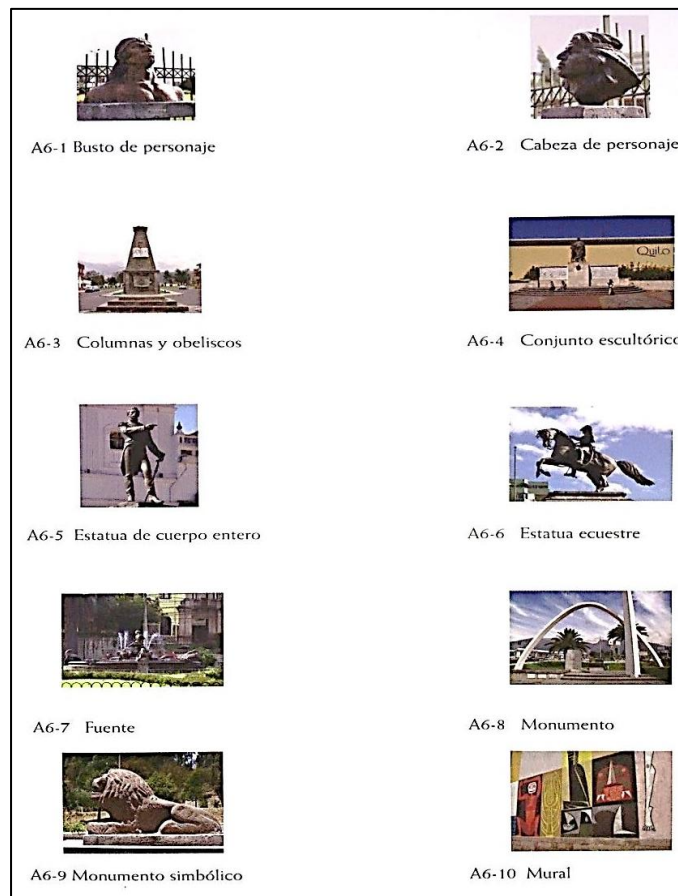 A6-1 Busto de personaje
A6-2 Cabeza de personaje
A6-3 Columnas y obeliscos
Quito
A6-4 Conjunto escultórico
A6-5 Estatua de cuerpo entero
A6-6 Estatua ecuestre
A6-7 Fuente
A6-8 Monumento
A6-9 Monumento simbólico
A6-10 Mural